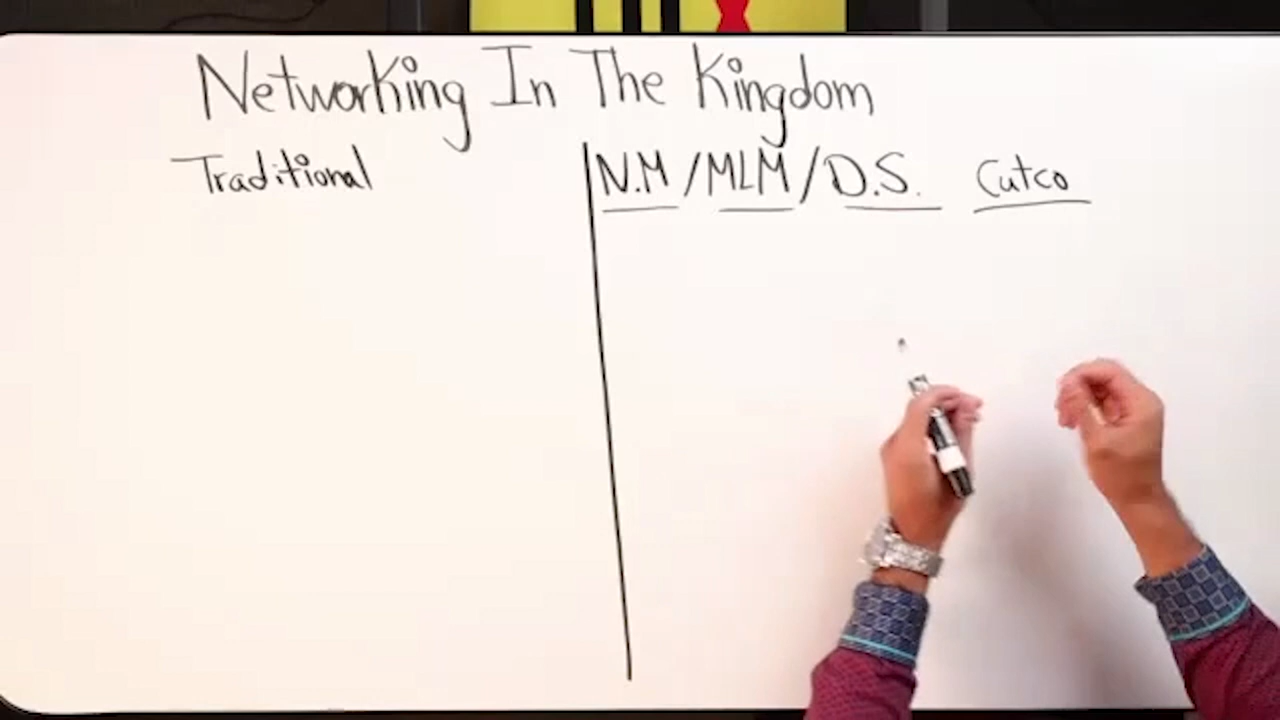 Networking In The Kingdom
Traditional
N.M / MLM / D.S. Cutco